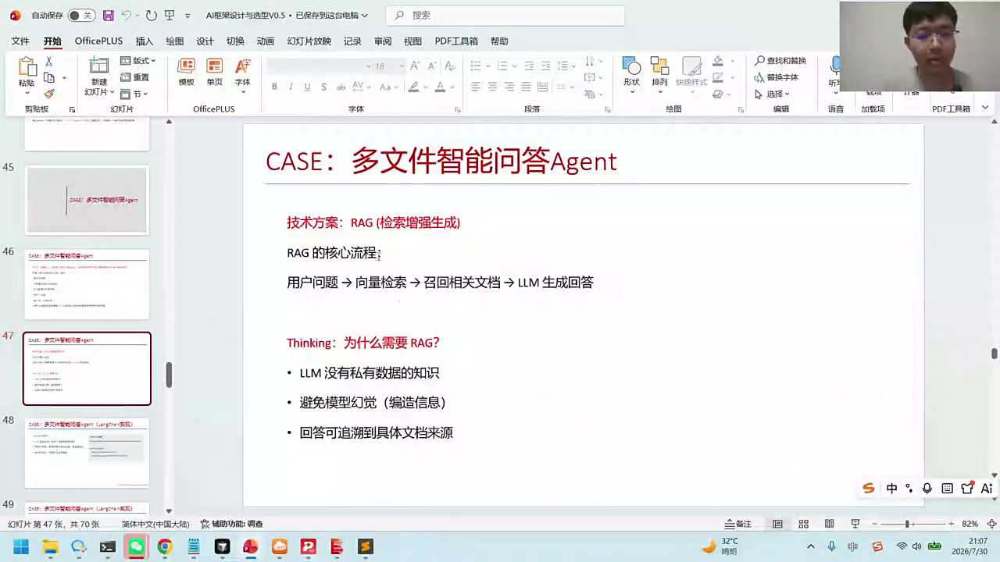 自动保存
AI框架设计与选型V0.5 • 已保存到这台电脑
搜索
文件 开始 OfficePLUS 插入 绘图 设计 切换 动画 幻灯片放映 记录 审阅 视图 PDF工具箱 帮助
粘贴
新建
幻灯片
版式
重置
节
模板 单页 字体
18
形状 排列 快速样式
查找和替换
替换字体
选择
剪贴板 幻灯片 OfficePLUS 字体 段落 绘图 编辑 语音 加载项 PDF工具箱
45
CASE：多文件智能问答Agent
46
CASE：多文件智能问答Agent
47
CASE：多文件智能问答Agent
48
CASE：多文件智能问答Agent（LangChain实现）
49
CASE：多文件智能问答Agent（LangChain实现）
CASE：多文件智能问答Agent
技术方案：RAG (检索增强生成)
RAG 的核心流程：
用户问题 → 向量检索 → 召回相关文档 → LLM 生成回答
Thinking：为什么需要 RAG？
• LLM 没有私有数据的知识
• 避免模型幻觉（编造信息）
• 回答可追溯到具体文档来源
中
Ai
幻灯片 第 47 张，共 70 张 简体中文(中国大陆) 辅助功能: 调查
备注
82%
32°C
晴朗
中
21:07
2026/7/30